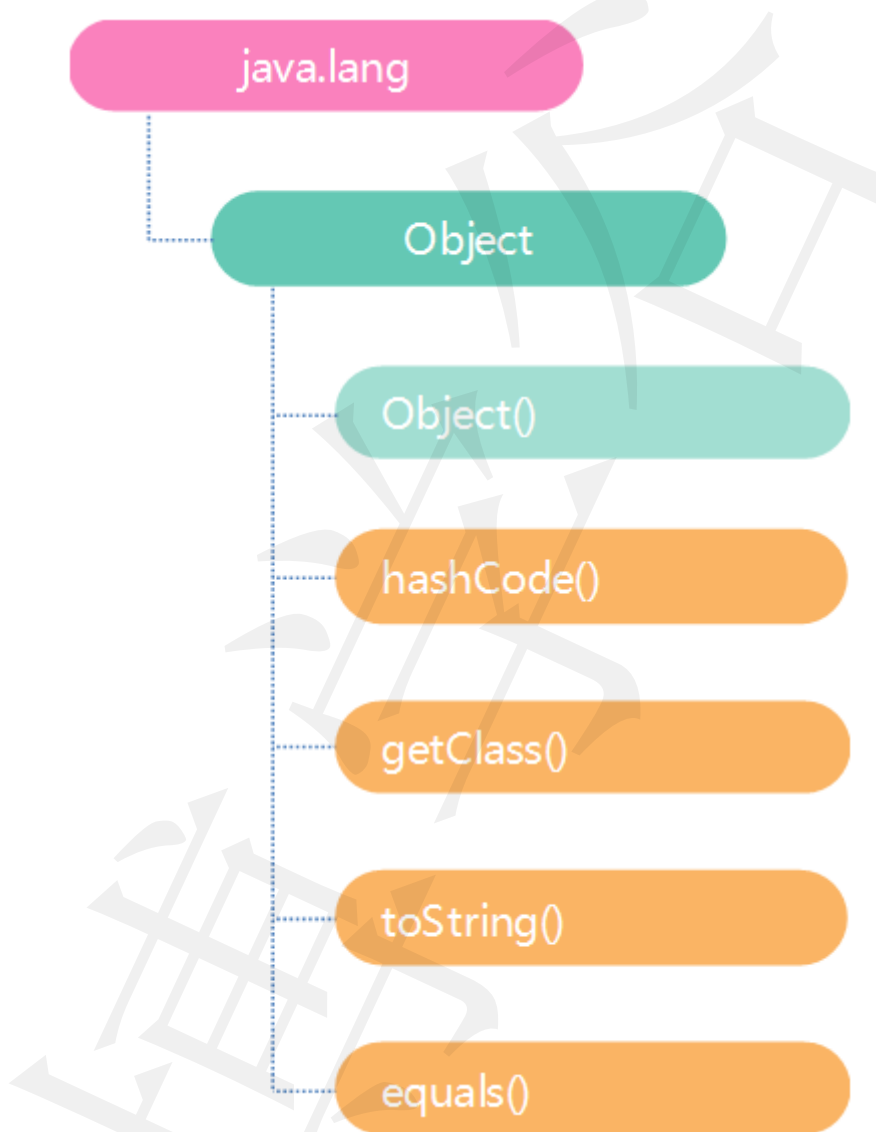 java.lang
Object
Object()
hashCode()
getClass()
toString()
equals()